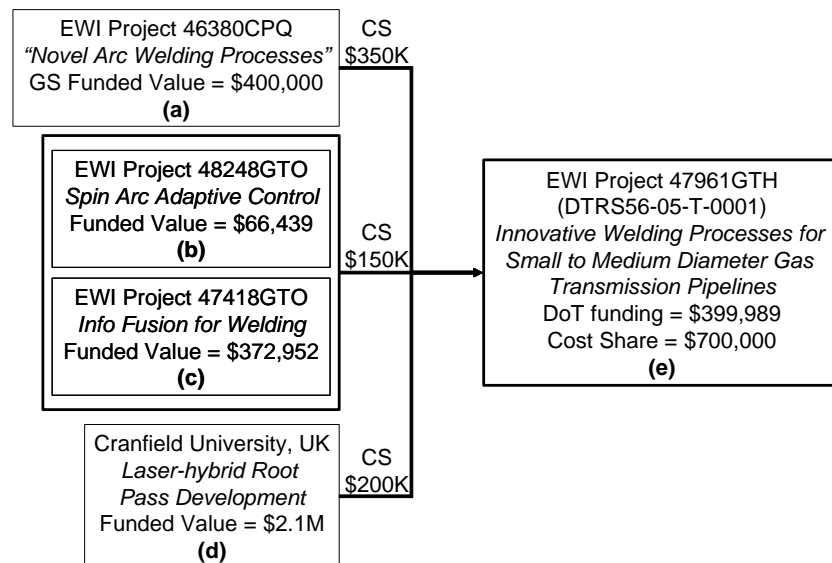 EWI Project 46380CPQ
“Novel Arc Welding Processes”
GS Funded Value = $400,000
(a)
CS
$350K
EWI Project 48248GTO
Spin Arc Adaptive Control
Funded Value = $66,439
(b)
EWI Project 47418GTO
Info Fusion for Welding
Funded Value = $372,952
(c)
CS
$150K
Cranfield University, UK
Laser-hybrid Root
Pass Development
Funded Value = $2.1M
(d)
CS
$200K
EWI Project 47961GTH
(DTRS56-05-T-0001)
Innovative Welding Processes for
Small to Medium Diameter Gas
Transmission Pipelines
DoT funding = $399,989
Cost Share = $700,000
(e)